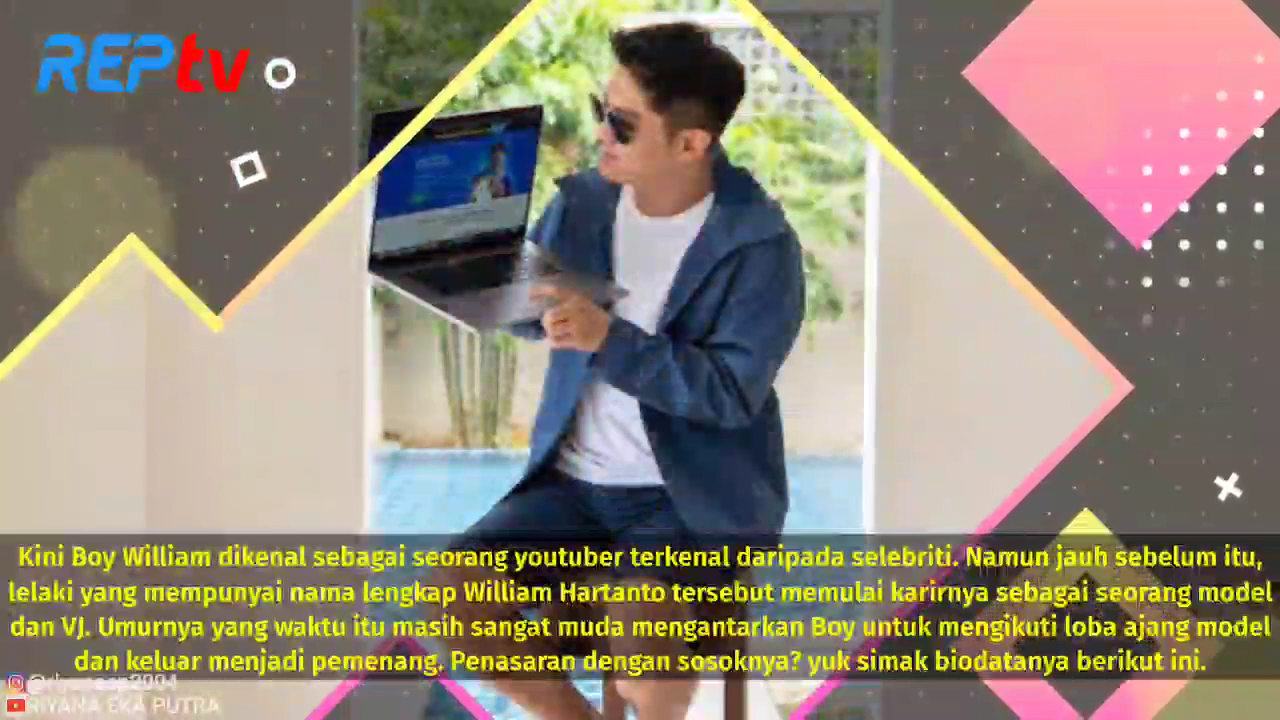 REPtv
Kini Boy William dikenal sebagai seorang youtuber terkenal daripada selebriti. Namun jauh sebelum itu,
lelaki yang mempunyai nama lengkap William Hartanto tersebut memulai karirnya sebagai seorang model
dan VJ. Umurnya yang waktu itu masih sangat muda mengantarkan Boy untuk mengikuti loba ajang model
dan keluar menjadi pemenang. Penasaran dengan sosoknya? yuk simak biodatanya berikut ini.
RIYANA EKA PUTRA